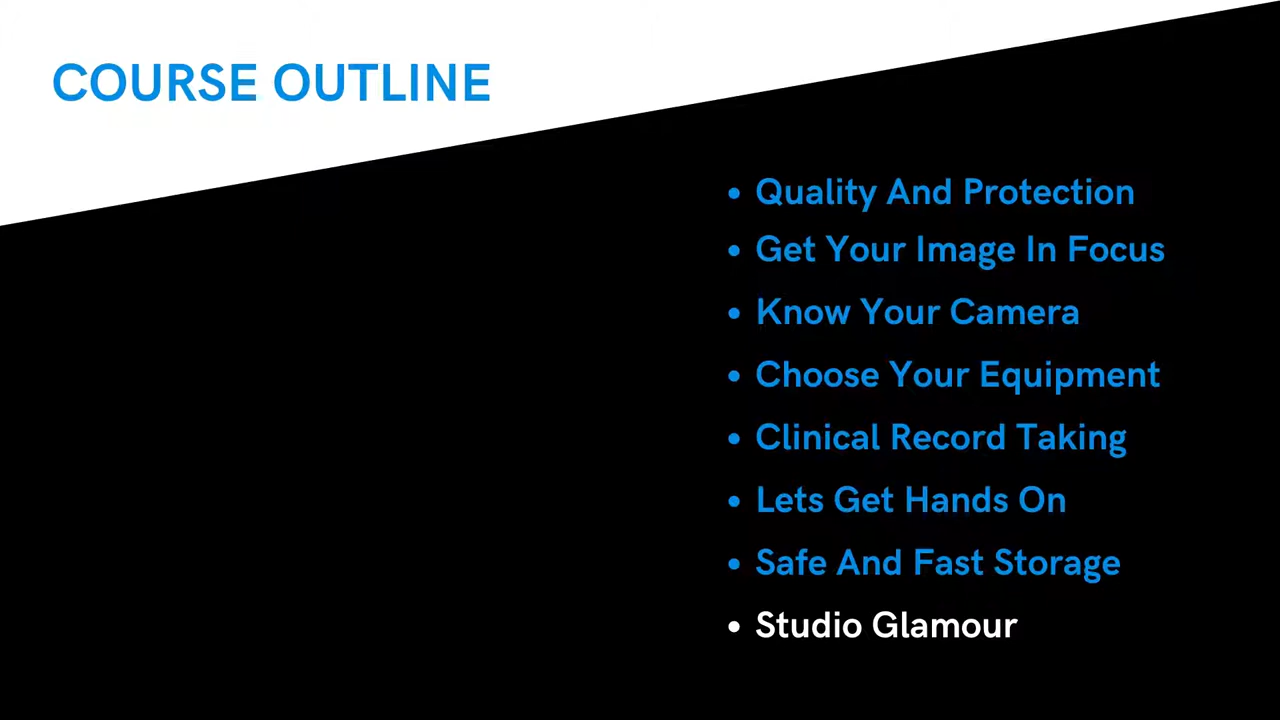 COURSE OUTLINE
• Quality And Protection
• Get Your Image In Focus
• Know Your Camera
• Choose Your Equipment
• Clinical Record Taking
• Lets Get Hands On
• Safe And Fast Storage
• Studio Glamour